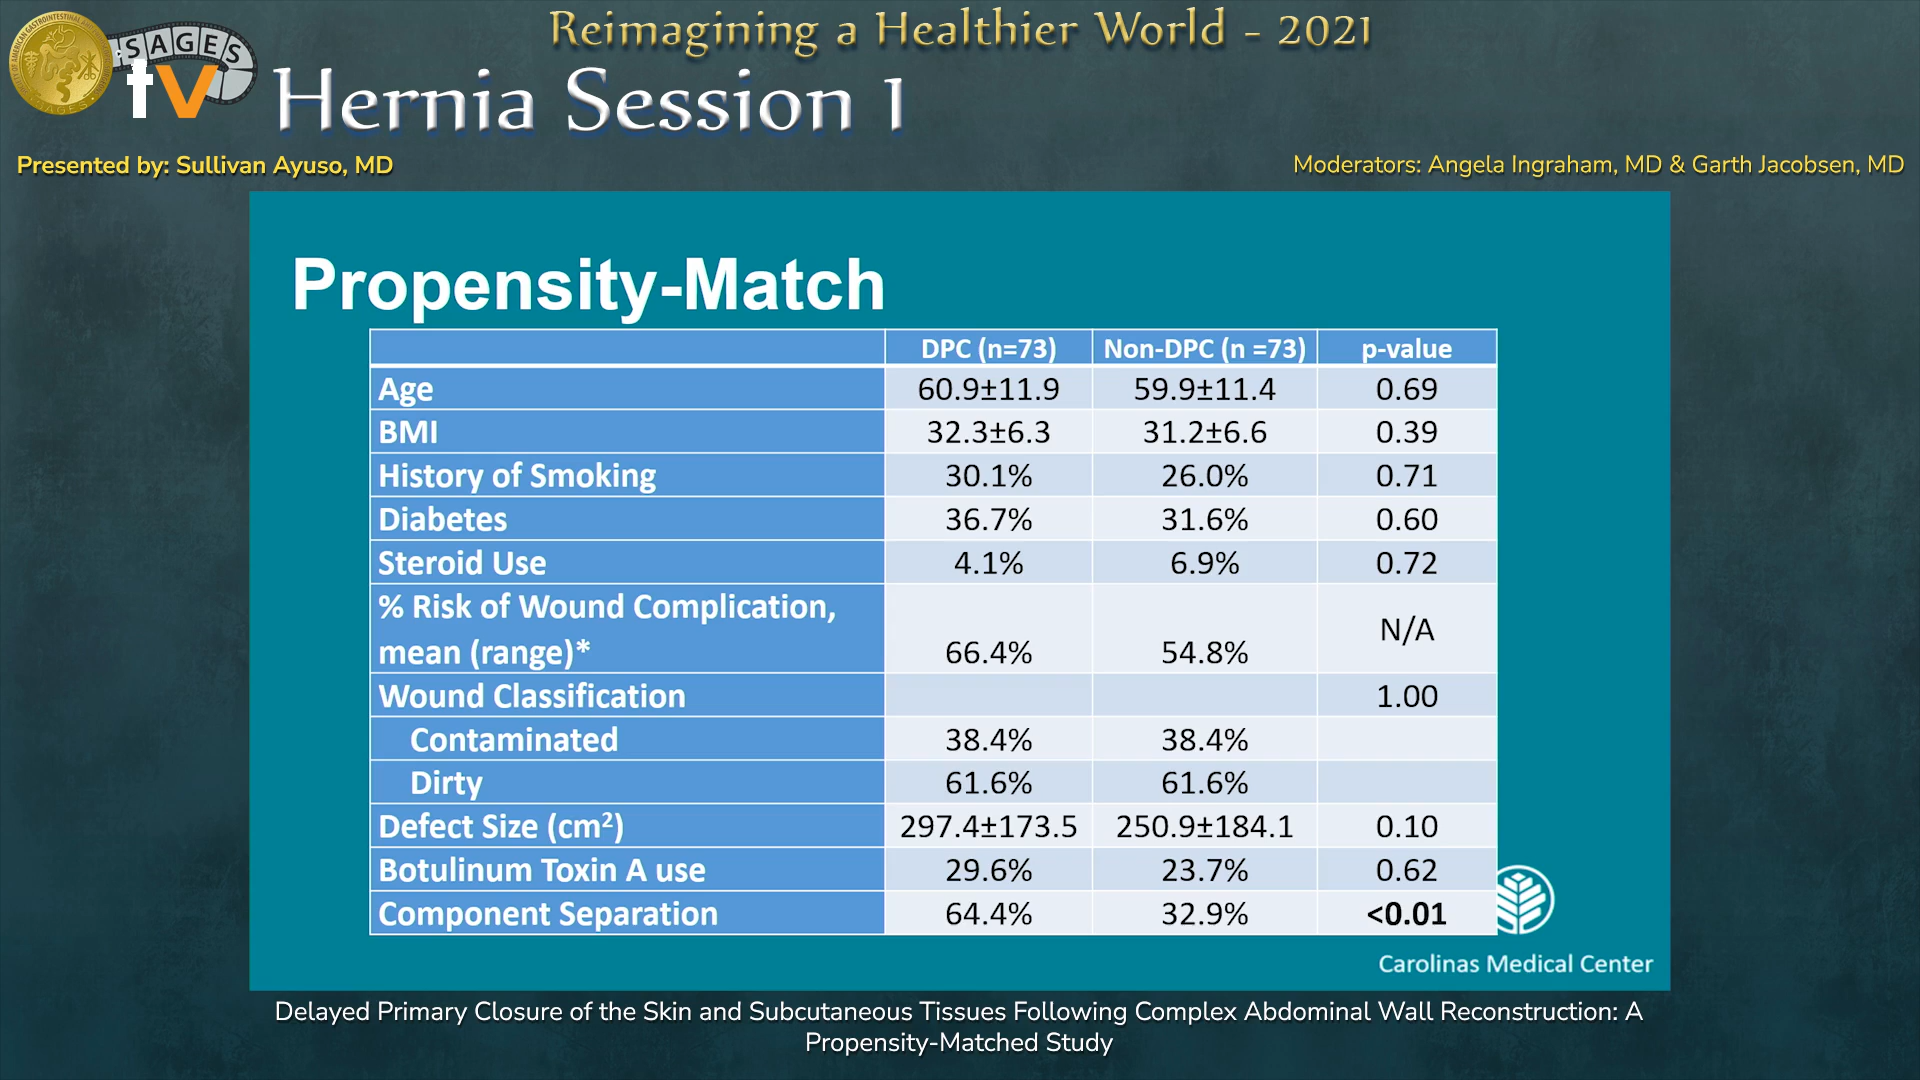 Reimagining a Healthier World - 2021
SAGES
tv
Hernia Session 1
Presented by: Sullivan Ayuso, MD
Moderators: Angela Ingraham, MD & Garth Jacobsen, MD
Propensity-Match
DPC (n=73) Non-DPC (n =73) p-value
Age 60.9±11.9 59.9±11.4 0.69
BMI 32.3±6.3 31.2±6.6 0.39
History of Smoking 30.1% 26.0% 0.71
Diabetes 36.7% 31.6% 0.60
Steroid Use 4.1% 6.9% 0.72
% Risk of Wound Complication,
mean (range)* 66.4% 54.8% N/A
Wound Classification 1.00
Contaminated 38.4% 38.4%
Dirty 61.6% 61.6%
Defect Size (cm²) 297.4±173.5 250.9±184.1 0.10
Botulinum Toxin A use 29.6% 23.7% 0.62
Component Separation 64.4% 32.9% <0.01
Carolinas Medical Center
Delayed Primary Closure of the Skin and Subcutaneous Tissues Following Complex Abdominal Wall Reconstruction: A
Propensity-Matched Study